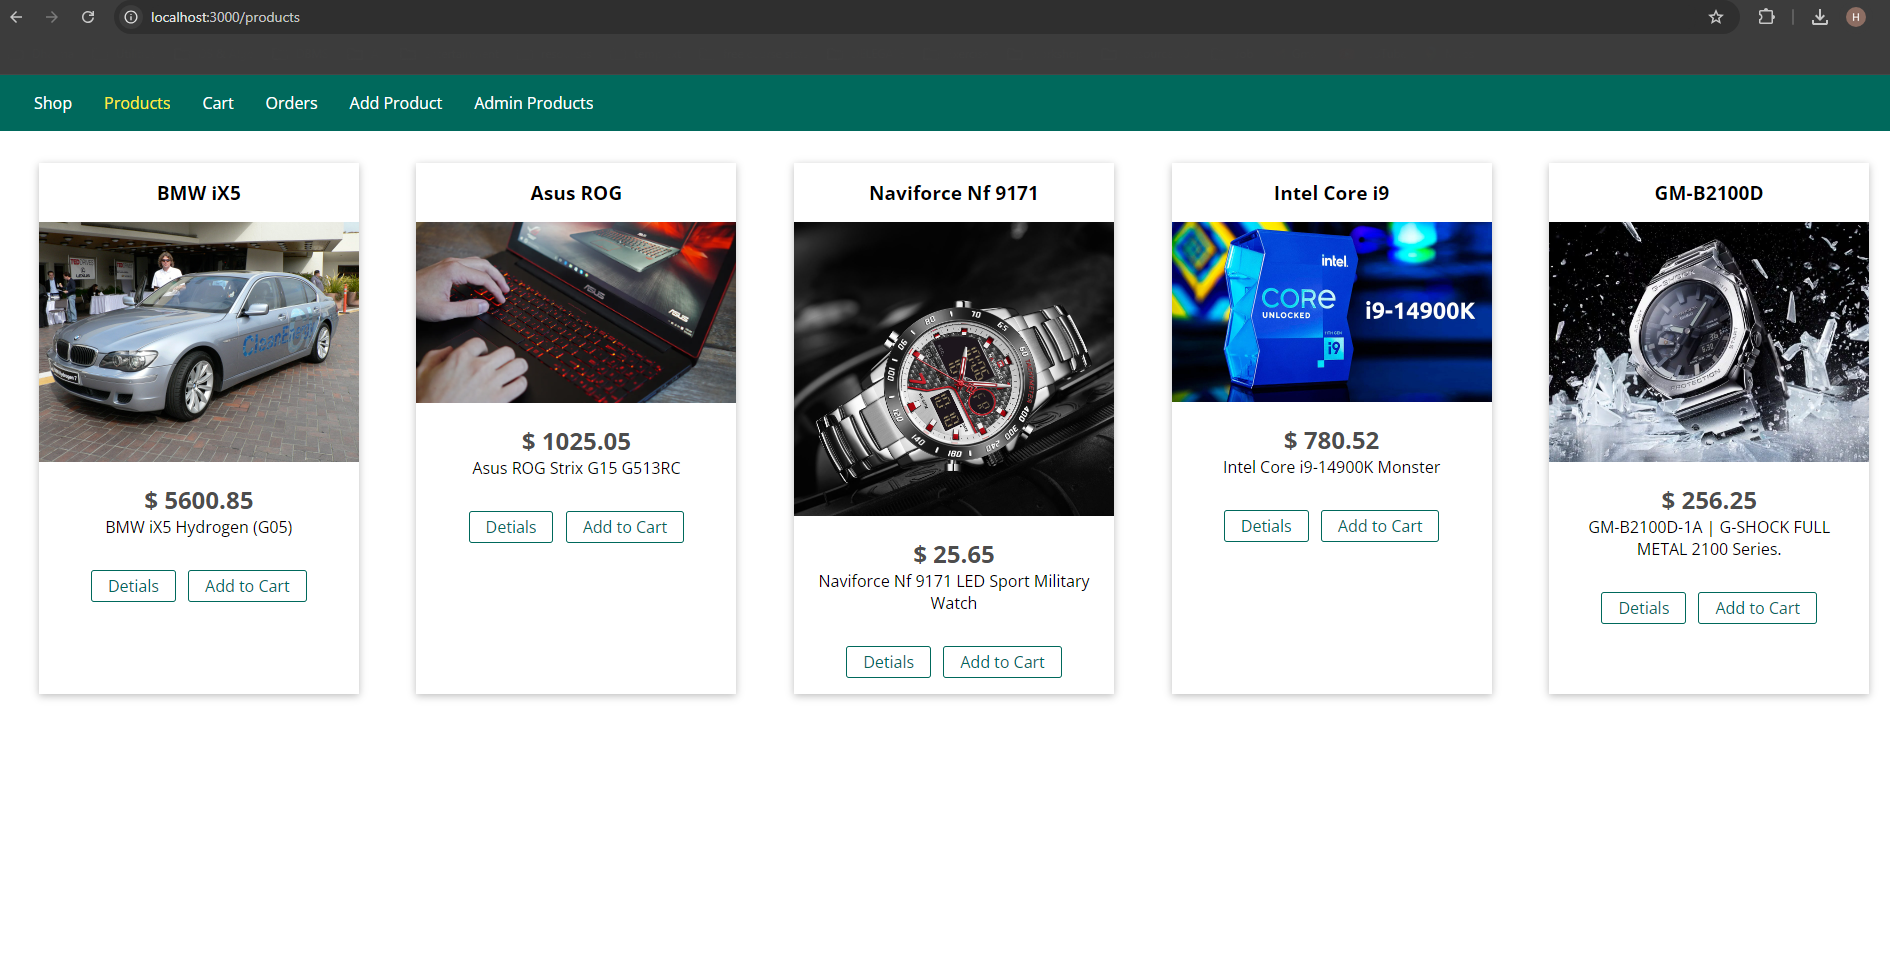 localhost:3000/products
H
Shop Products Cart Orders Add Product Admin Products
BMW iX5
$ 5600.85
BMW iX5 Hydrogen (G05)
Detials Add to Cart
Asus ROG
ASUS
$ 1025.05
Asus ROG Strix G15 G513RC
Detials Add to Cart
Naviforce Nf 9171
$ 25.65
Naviforce Nf 9171 LED Sport Military
Watch
Detials Add to Cart
Intel Core i9
intel.
CORE
UNLOCKED
i9-14900K
i9
$ 780.52
Intel Core i9-14900K Monster
Detials Add to Cart
GM-B2100D
G-SHOCK
PROTECTION
$ 256.25
GM-B2100D-1A | G-SHOCK FULL
METAL 2100 Series.
Detials Add to Cart